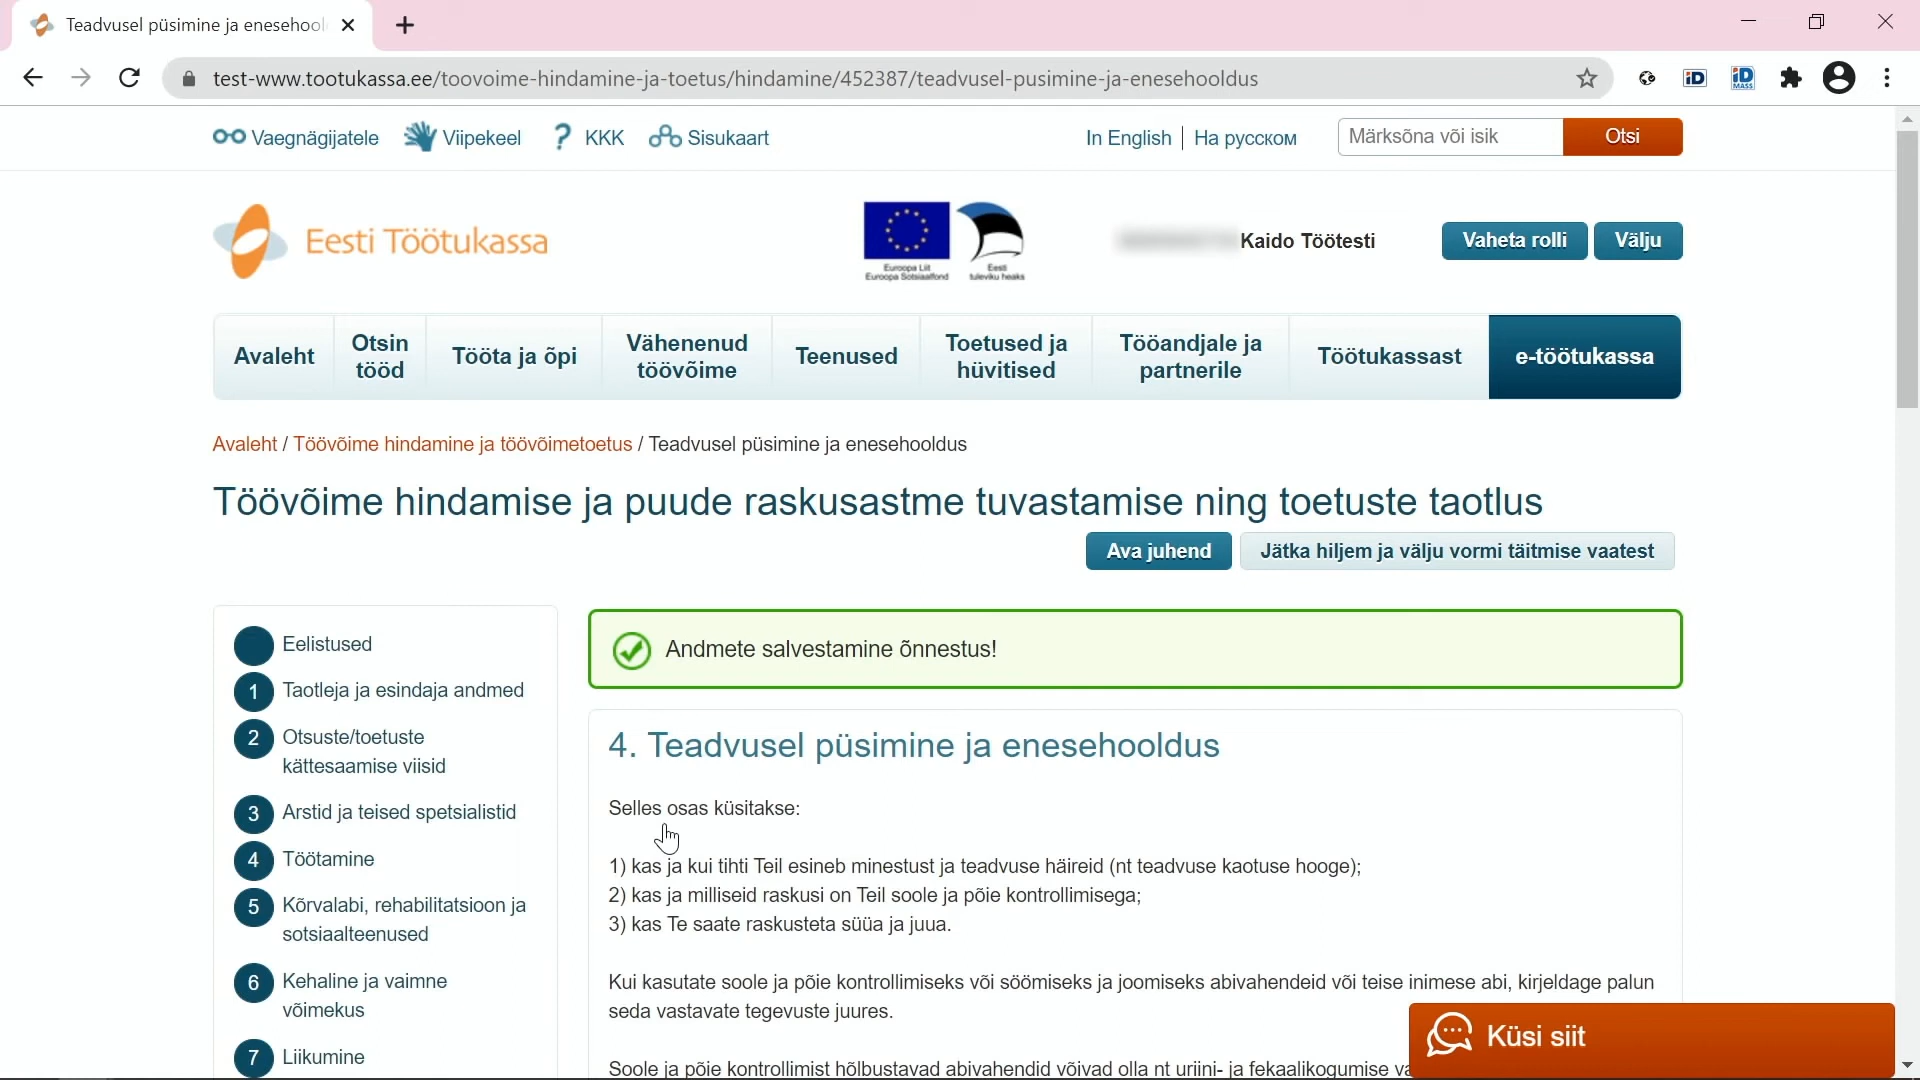 Teadvusel püsimine ja enesehool
test-www.tootukassa.ee/toovoime-hindamine-ja-toetus/hindamine/452387/teadvusel-pusimine-ja-enesehooldus
iD
iD
MASS
Vaegnägijatele
Viipekeel
? KKK
Sisukaart
In English
На русском
Märksõna või isik
Otsi
Eesti Töötukassa
Euroopa Liit
Euroopa Sotsiaalfond
Eesti
tuleviku heaks
Kaido Töötesti
Vaheta rolli
Välju
Avaleht
Otsin
tööd
Tööta ja õpi
Vähenenud
töövõime
Teenused
Toetused ja
hüvitised
Tööandjale ja
partnerile
Töötukassast
e-töötukassa
Avaleht / Töövõime hindamine ja töövõimetoetus / Teadvusel püsimine ja enesehooldus
Töövõime hindamise ja puude raskusastme tuvastamise ning toetuste taotlus
Ava juhend
Jätka hiljem ja välju vormi täitmise vaatest
Eelistused
1 Taotleja ja esindaja andmed
2 Otsuste/toetuste
kättesaamise viisid
3 Arstid ja teised spetsialistid
4 Töötamine
5 Kõrvalabi, rehabilitatsioon ja
sotsiaalteenused
6 Kehaline ja vaimne
võimekus
7 Liikumine
Andmete salvestamine õnnestus!
4. Teadvusel püsimine ja enesehooldus
Selles osas küsitakse:
1) kas ja kui tihti Teil esineb minestust ja teadvuse häireid (nt teadvuse kaotuse hooge);
2) kas ja milliseid raskusi on Teil soole ja põie kontrollimisega;
3) kas Te saate raskusteta süüa ja juua.
Kui kasutate soole ja põie kontrollimiseks või söömiseks ja joomiseks abivahendeid või teise inimese abi, kirjeldage palun
seda vastavate tegevuste juures.
Soole ja põie kontrollimist hõlbustavad abivahendid võivad olla nt uriini- ja fekaalikogumise
Küsi siit